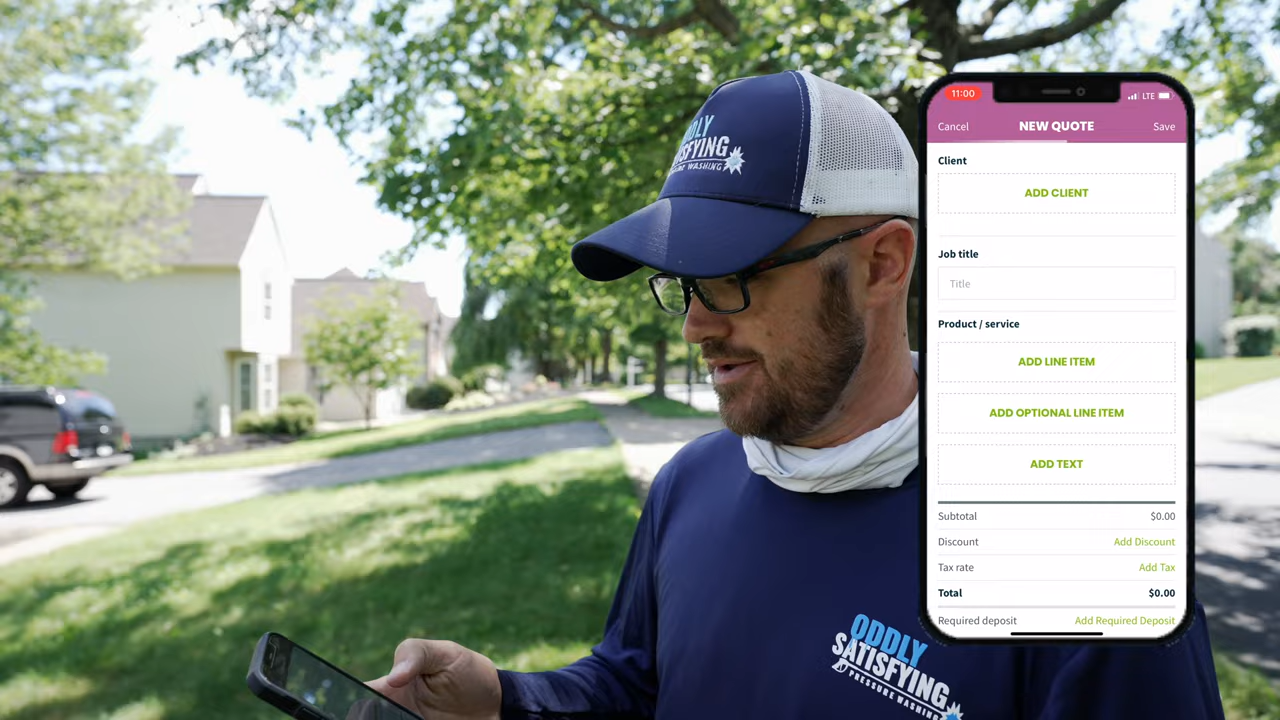 ODDLY
SATISFYING
PRESSURE WASHING
11:00
LTE
Cancel
NEW QUOTE
Save
Client
ADD CLIENT
Job title
Title
Product / service
ADD LINE ITEM
ADD OPTIONAL LINE ITEM
ADD TEXT
Subtotal $0.00
Discount Add Discount
Tax rate Add Tax
Total $0.00
Required deposit Add Required Deposit
ODDLY
SATISFYING
PRESSURE WASHING